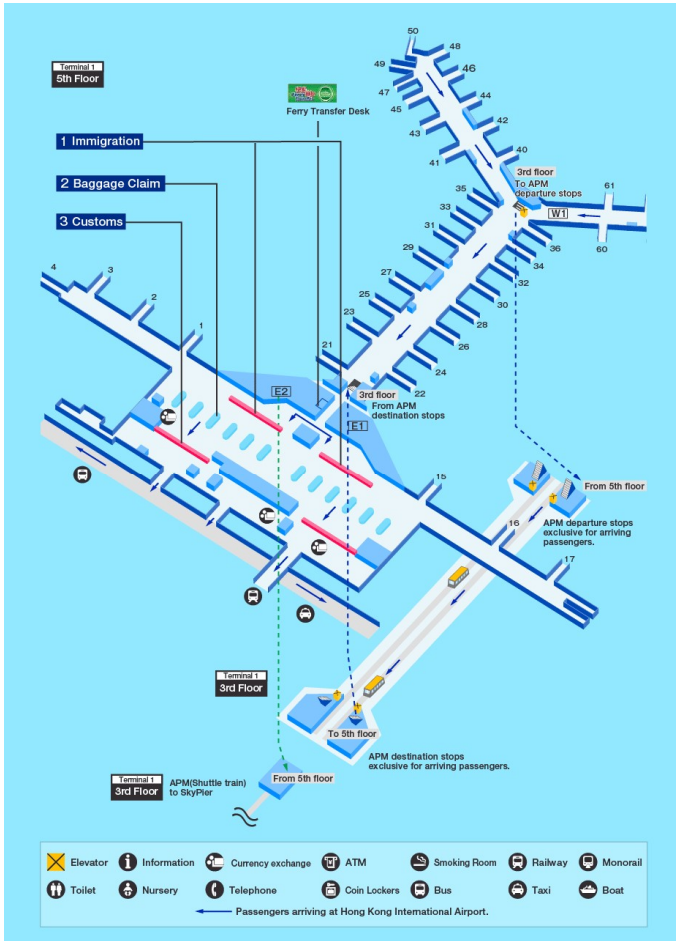 Terminal 1
5th Floor
Ferry Transfer Desk
1 Immigration
2 Baggage Claim
3 Customs
50
48
49
46
47
44
45
42
43
40
41
3rd floor
To APM
departure stops
35
61
W1
33
31
36
60
29
34
27
32
25
30
23
28
26
21
24
22
4
3
2
1
3rd floor
From APM
destination stops
E2
E1
15
From 5th floor
16
APM departure stops
exclusive for arriving
passengers.
17
Terminal 1
3rd Floor
To 5th floor
APM destination stops
exclusive for arriving passengers.
Terminal 1
3rd Floor
APM(Shuttle train)
to SkyPier
From 5th floor
Elevator
Information
Currency exchange
ATM
Smoking Room
Railway
Monorail
Toilet
Nursery
Telephone
Coin Lockers
Bus
Taxi
Boat
Passengers arriving at Hong Kong International Airport.